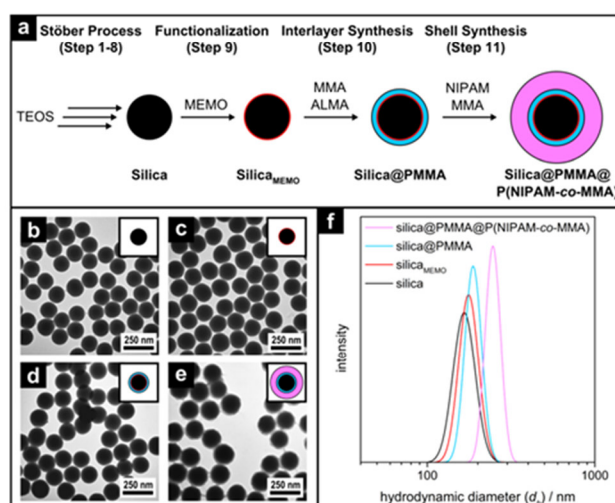 a
Stöber Process Functionalization Interlayer Synthesis Shell Synthesis
(Step 1-8) (Step 9) (Step 10) (Step 11)
MMA NIPAM
TEOS MEMO ALMA MMA
Silica SilicaMEMO Silica@PMMA Silica@PMMA@
P(NIPAM-co-MMA)
b
250 nm
c
250 nm
d
250 nm
e
250 nm
f
silica@PMMA@P(NIPAM-co-MMA)
silica@PMMA
silicaMEMO
silica
intensity
100 1000
hydrodynamic diameter (dz) / nm